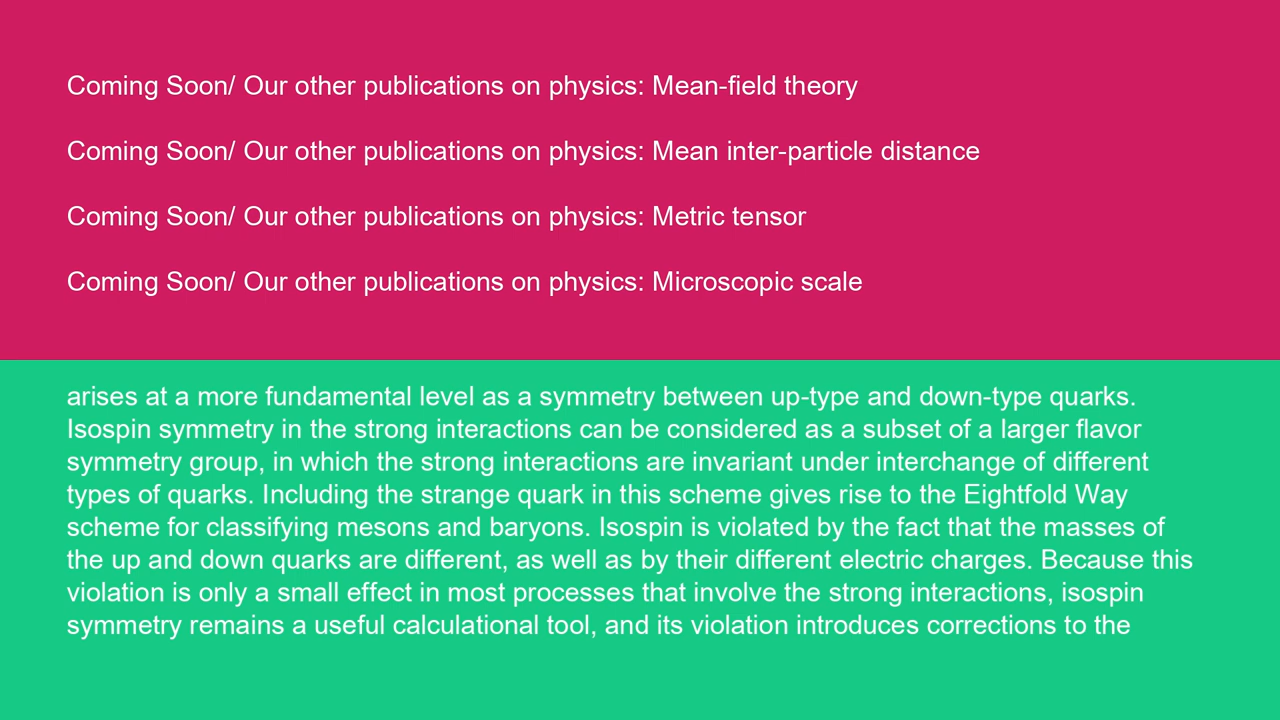 Coming Soon/ Our other publications on physics: Mean-field theory
Coming Soon/ Our other publications on physics: Mean inter-particle distance
Coming Soon/ Our other publications on physics: Metric tensor
Coming Soon/ Our other publications on physics: Microscopic scale
arises at a more fundamental level as a symmetry between up-type and down-type quarks.
Isospin symmetry in the strong interactions can be considered as a subset of a larger flavor
symmetry group, in which the strong interactions are invariant under interchange of different
types of quarks. Including the strange quark in this scheme gives rise to the Eightfold Way
scheme for classifying mesons and baryons. Isospin is violated by the fact that the masses of
the up and down quarks are different, as well as by their different electric charges. Because this
violation is only a small effect in most processes that involve the strong interactions, isospin
symmetry remains a useful calculational tool, and its violation introduces corrections to the